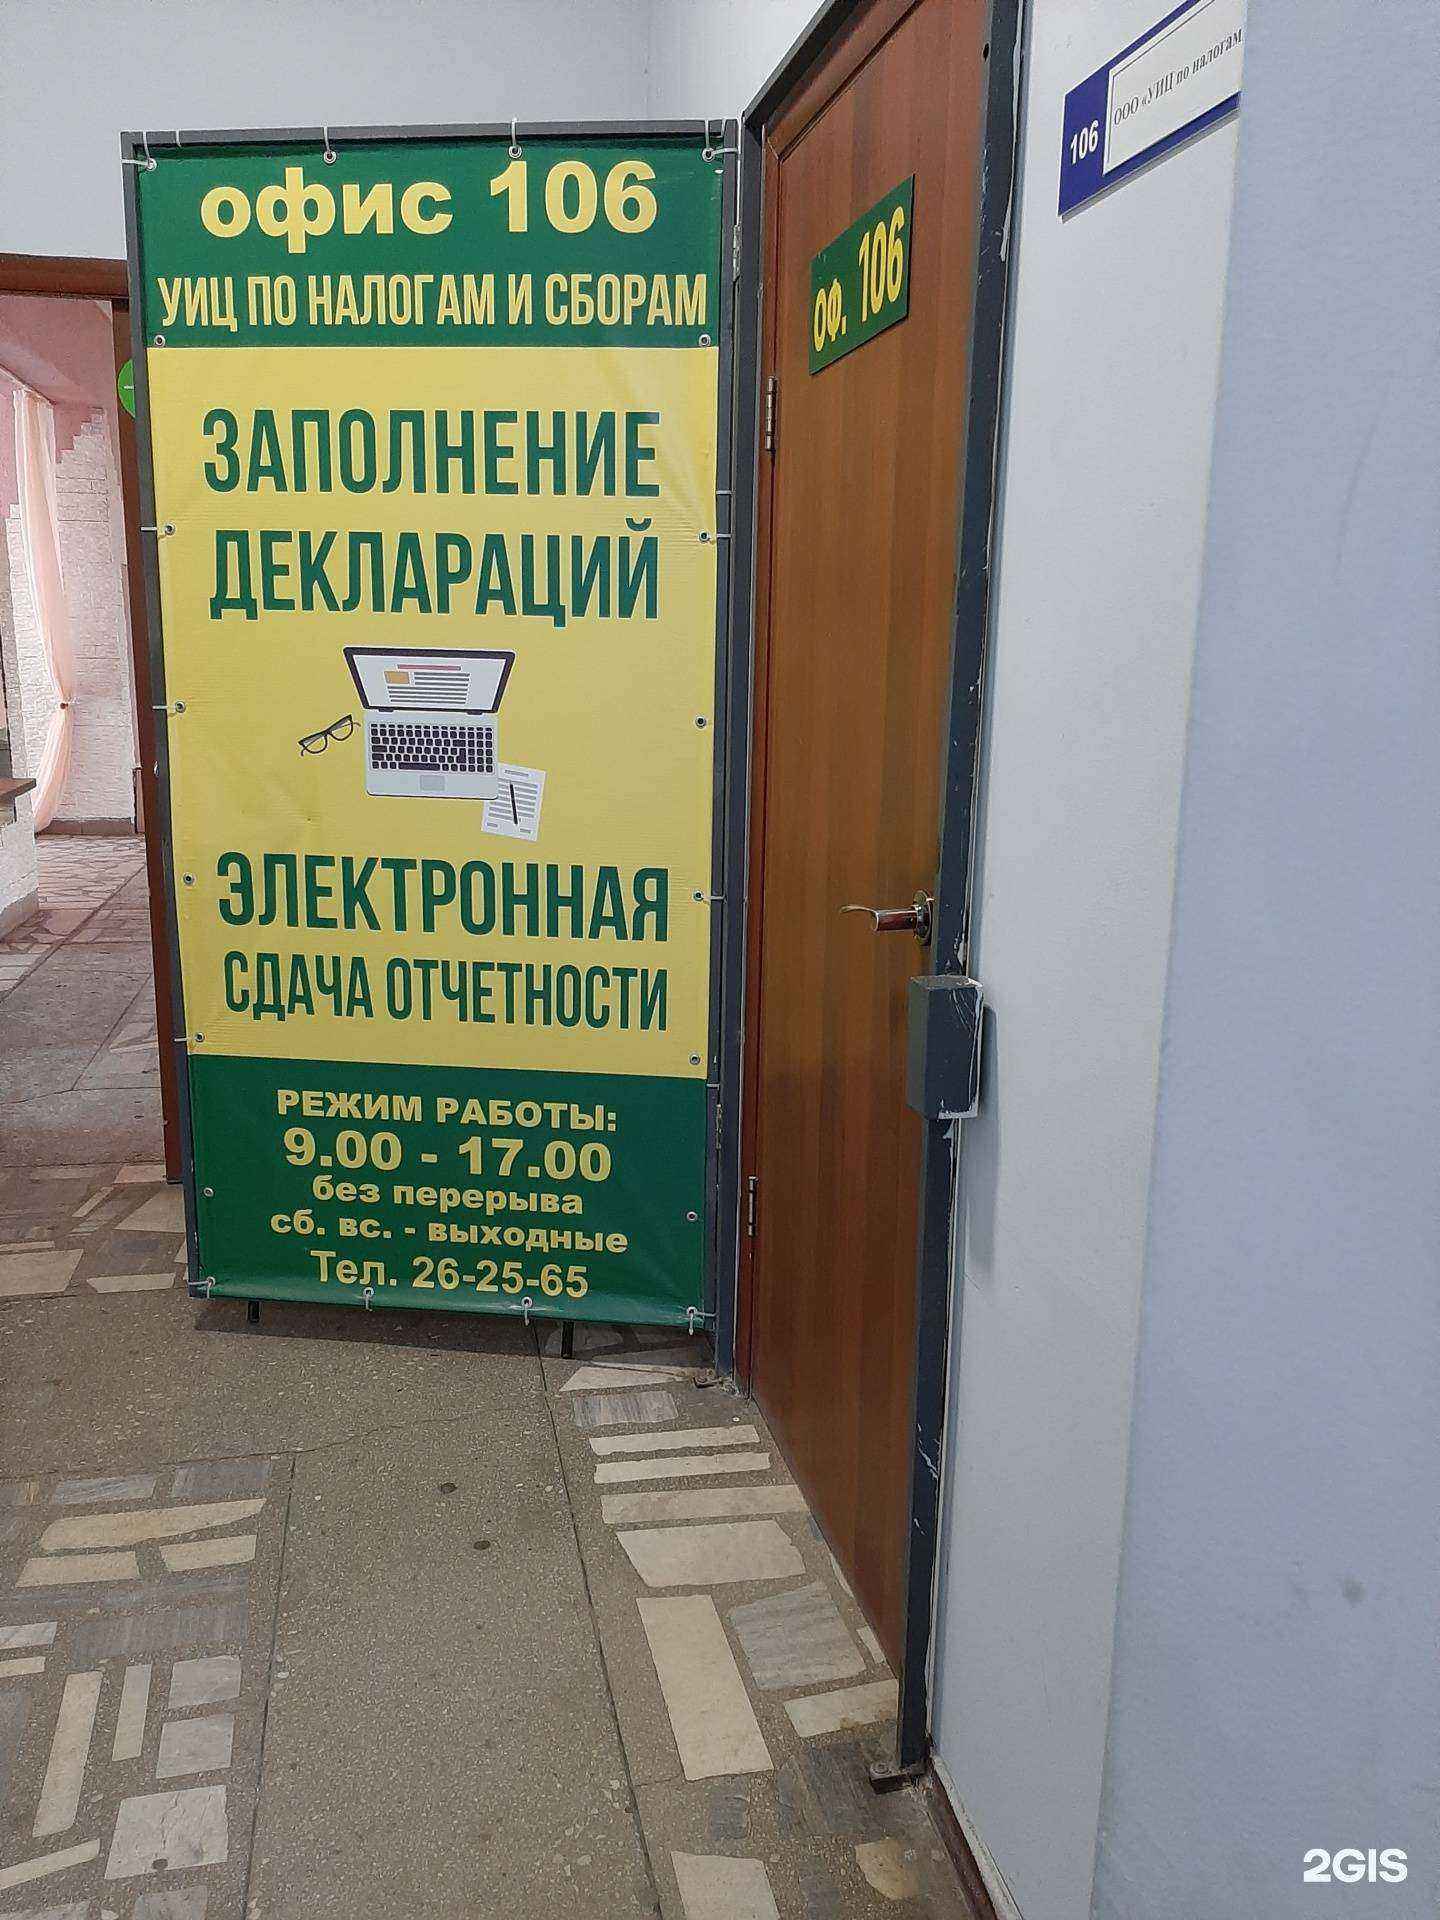 офис 106
УИЦ ПО НАЛОГАМ И СБОРАМ
ЗАПОЛНЕНИЕ
ДЕКЛАРАЦИЙ
ЭЛЕКТРОННАЯ
СДАЧА ОТЧЕТНОСТИ
РЕЖИМ РАБОТЫ:
9.00 - 17.00
без перерыва
сб. вс. - выходные
Тел. 26-25-65
ОФ. 106
106
ООО «УИЦ по налогам
2GIS